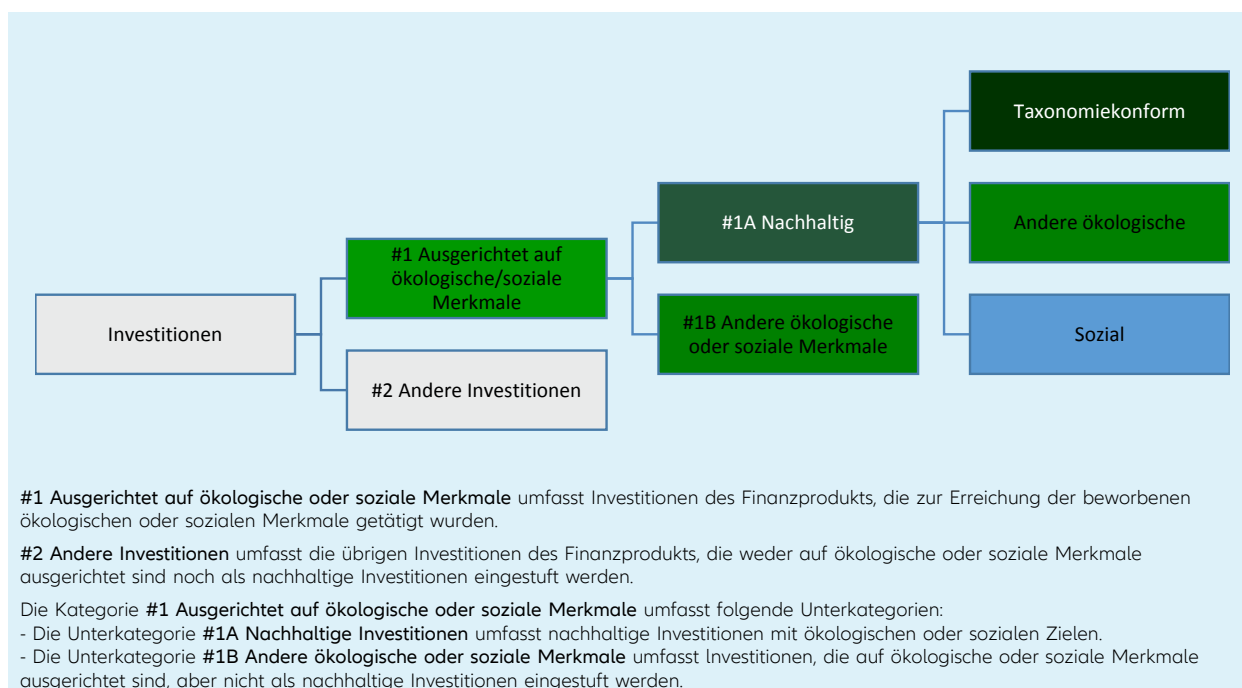 Taxonomiekonform
#1A Nachhaltig
Andere ökologische
#1 Ausgerichtet auf
ökologische/soziale
Merkmale
Investitionen
#1B Andere ökologische
oder soziale Merkmale
Sozial
#2 Andere Investitionen
#1 Ausgerichtet auf ökologische oder soziale Merkmale umfasst Investitionen des Finanzprodukts, die zur Erreichung der beworbenen
ökologischen oder sozialen Merkmale getätigt wurden.
#2 Andere Investitionen umfasst die übrigen Investitionen des Finanzprodukts, die weder auf ökologische oder soziale Merkmale
ausgerichtet sind noch als nachhaltige Investitionen eingestuft werden.
Die Kategorie #1 Ausgerichtet auf ökologische oder soziale Merkmale umfasst folgende Unterkategorien:
- Die Unterkategorie #1A Nachhaltige Investitionen umfasst nachhaltige Investitionen mit ökologischen oder sozialen Zielen.
- Die Unterkategorie #1B Andere ökologische oder soziale Merkmale umfasst Investitionen, die auf ökologische oder soziale Merkmale
ausgerichtet sind, aber nicht als nachhaltige Investitionen eingestuft werden.